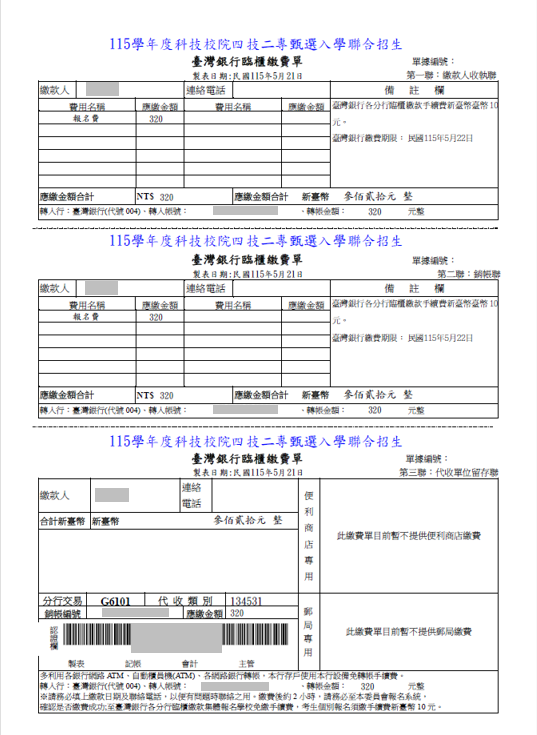 115學年度科技校院四技二專甄選入學聯合招生
臺灣銀行臨櫃繳費單
單據編號：
製表日期:民國115年5月21日
第一聯：繳款人收執聯
繳款人 連絡電話 備 註 欄
費用名稱 應繳金額 費用名稱 應繳金額
報名費 320
臺灣銀行各分行臨櫃繳款手續費新臺幣臺幣 10
元。
臺灣銀行繳費期限： 民國115年5月22日
應繳金額合計 NT$ 320 應繳金額合計 新臺幣 參佰貳拾元 整
轉入行：臺灣銀行(代號 004)、轉入帳號： 、轉帳金額： 320 元整
115學年度科技校院四技二專甄選入學聯合招生
臺灣銀行臨櫃繳費單
單據編號：
製表日期:民國115年5月21日
第二聯：銷帳聯
繳款人 連絡電話 備 註 欄
費用名稱 應繳金額 費用名稱 應繳金額
報名費 320
臺灣銀行各分行臨櫃繳款手續費新臺幣臺幣 10
元。
臺灣銀行繳費期限： 民國115年5月22日
應繳金額合計 NT$ 320 應繳金額合計 新臺幣 參佰貳拾元 整
轉入行：臺灣銀行(代號 004)、轉入帳號： 、轉帳金額： 320 元整
115學年度科技校院四技二專甄選入學聯合招生
臺灣銀行臨櫃繳費單
單據編號：
製表日期:民國115年5月21日
第三聯：代收單位留存聯
繳款人
連絡
電話
合計新臺幣 新臺幣 參佰貳拾元 整
便利商店專用
此繳費單目前暫不提供便利商店繳費
分行交易 G6101 代 收 類 別 134531
銷帳編號 應繳金額 320
郵局專用
此繳費單目前暫不提供郵局繳費
認證欄
製表 記帳 會計 主管
多利用各銀行網路 ATM、自動櫃員機(ATM)、各網路銀行轉帳，本行存戶使用本行設備免轉帳手續費。
轉入行：臺灣銀行(代號 004)、轉入帳號： 、轉帳金額： 320 元整
※請務必填上繳款日期及聯絡電話，以便有問題時聯絡之用。繳費後約 2 小時，請務必至本委員會報名系統，
確認是否繳費成功;至臺灣銀行各分行臨櫃繳款集體報名學校免繳手續費，考生個別報名須繳手續費新臺幣 10 元。